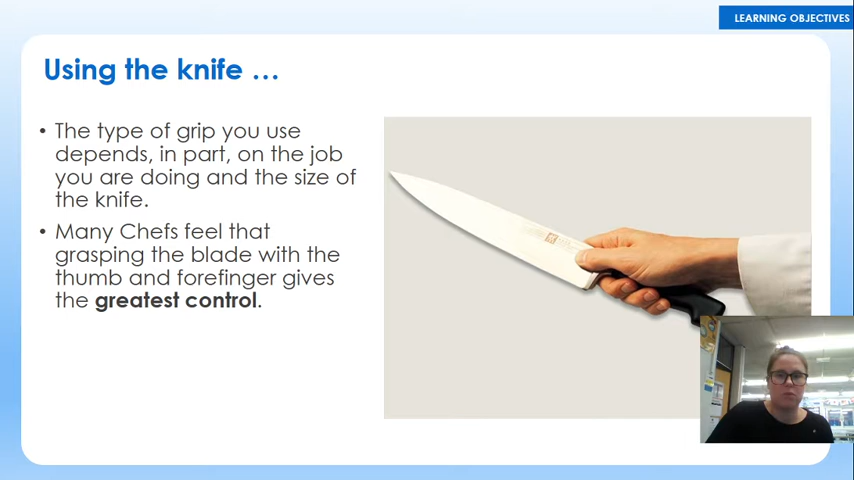 LEARNING OBJECTIVES
Using the knife …
• The type of grip you use
depends, in part, on the job
you are doing and the size of
the knife.
• Many Chefs feel that
grasping the blade with the
thumb and forefinger gives
the greatest control.